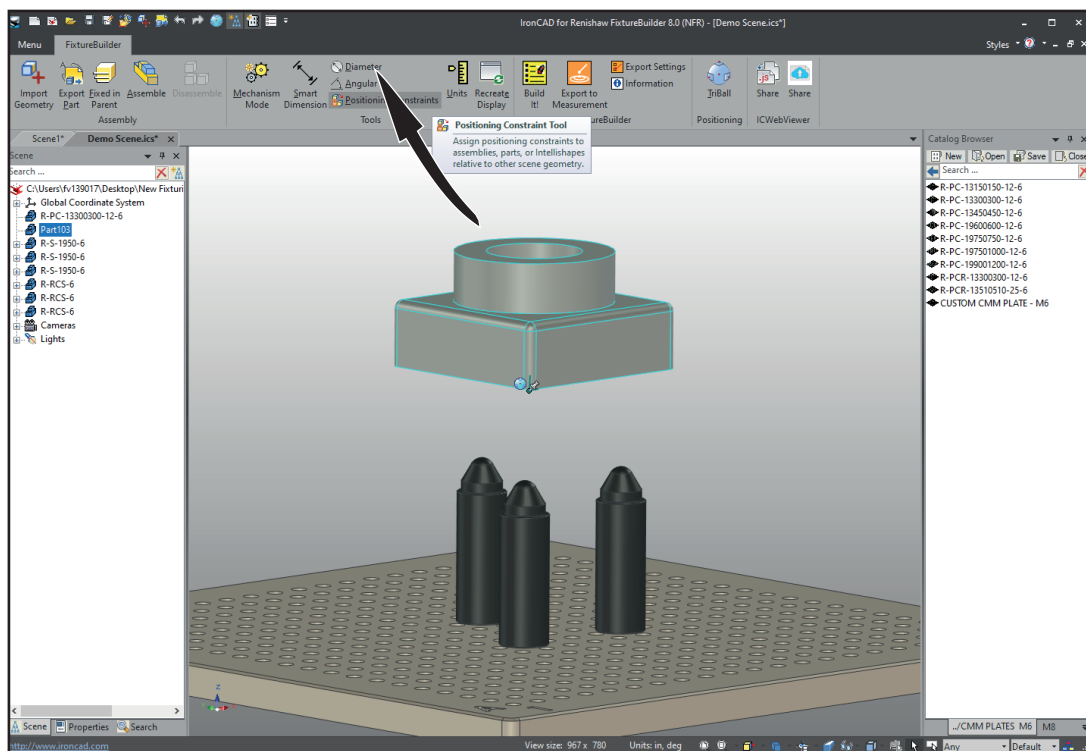 IronCAD for Renishaw FixtureBuilder 8.0 (NFR) - [Demo Scene.ics*]
Menu FixtureBuilder Styles
Import Geometry
Export Part
Fixed in Parent
Assemble
Disassemble
Assembly
Mechanism Mode
Smart Dimension
Diameter
Angular
Positioning Constraints
Tools
Units
Recreate Display
Build It!
Export to Measurement
Export Settings
Information
TriBall
Positioning
Share
Share
ICWebViewer
Positioning Constraint Tool
Assign positioning constraints to
assemblies, parts, or Intellishapes
relative to other scene geometry.
Scene1* Demo Scene.ics*
Scene
Search ...
C:\Users\fv139017\Desktop\New Fixturi
Global Coordinate System
R-PC-13300300-12-6
Part103
R-S-1950-6
R-S-1950-6
R-S-1950-6
R-RCS-6
R-RCS-6
R-RCS-6
Cameras
Lights
Catalog Browser
New Open Save Close
Search ...
R-PC-13150150-12-6
R-PC-13300300-12-6
R-PC-13450450-12-6
R-PC-19600600-12-6
R-PC-19750750-12-6
R-PC-197501000-12-6
R-PC-199001200-12-6
R-PCR-13300300-12-6
R-PCR-13510510-25-6
CUSTOM CMM PLATE - M6
z
Scene Properties Search
../CMM PLATES M6 M8
http://www.ironcad.com
View size: 967 x 780 Units: in, deg
Any Default